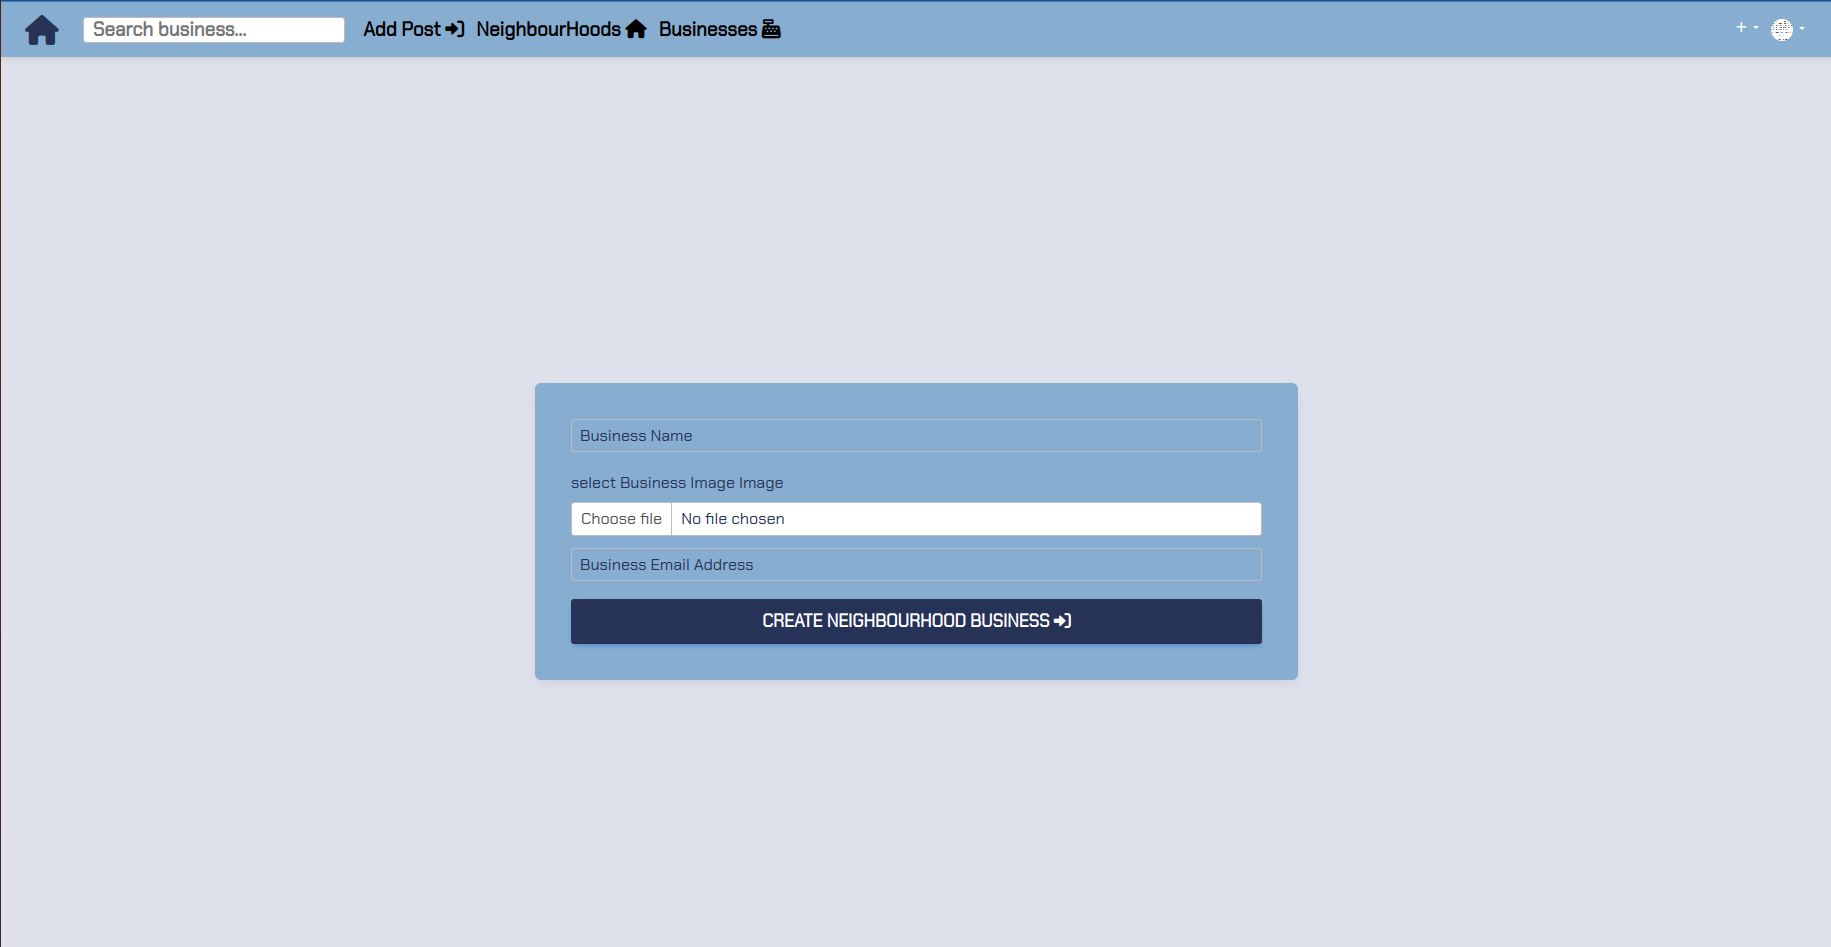 Search business... Add Post NeighbourHoods Businesses +
Business Name
select Business Image Image
Choose file No file chosen
Business Email Address
CREATE NEIGHBOURHOOD BUSINESS